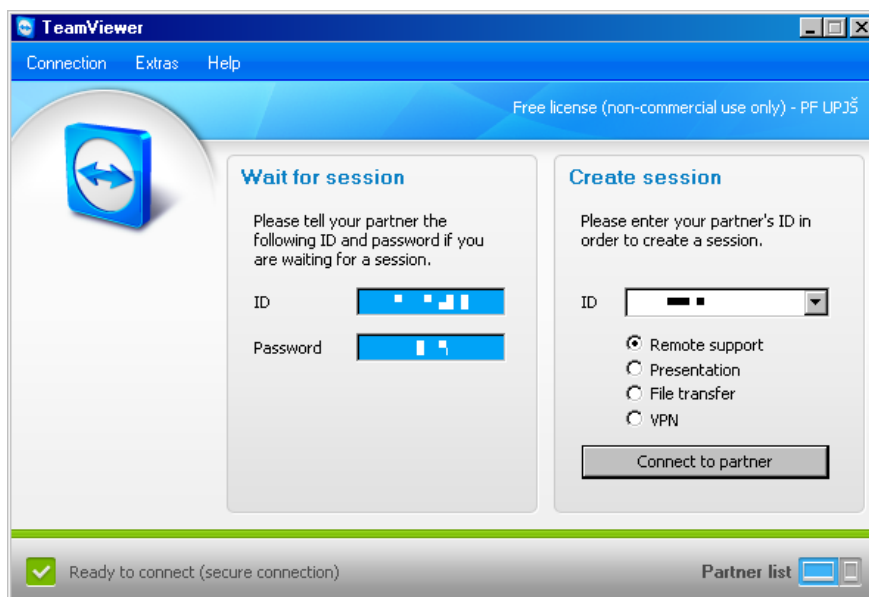 TeamViewer
Connection Extras Help
Free license (non-commercial use only) - PF UPJŠ
Wait for session
Please tell your partner the
following ID and password if you
are waiting for a session.
ID
Password
Create session
Please enter your partner's ID in
order to create a session.
ID
Remote support
Presentation
File transfer
VPN
Connect to partner
Ready to connect (secure connection)
Partner list